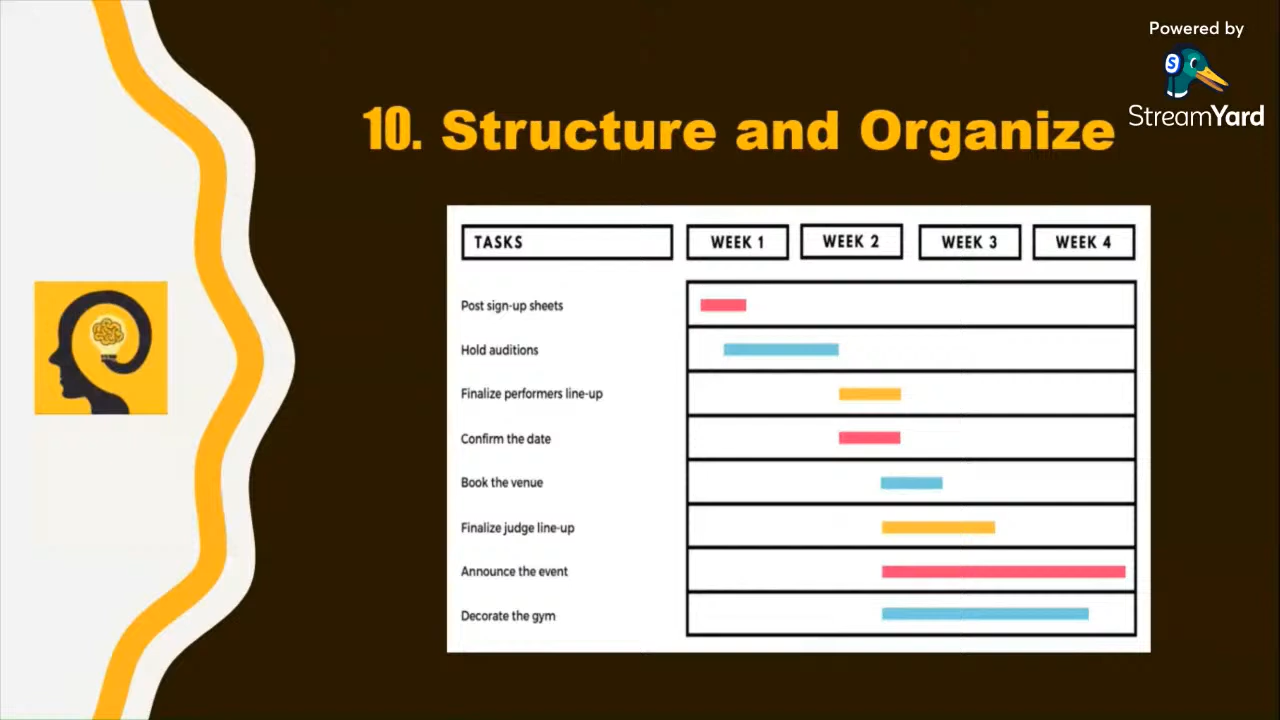 Powered by
StreamYard
10. Structure and Organize
TASKS WEEK 1 WEEK 2 WEEK 3 WEEK 4
Post sign-up sheets
Hold auditions
Finalize performers line-up
Confirm the date
Book the venue
Finalize judge line-up
Announce the event
Decorate the gym